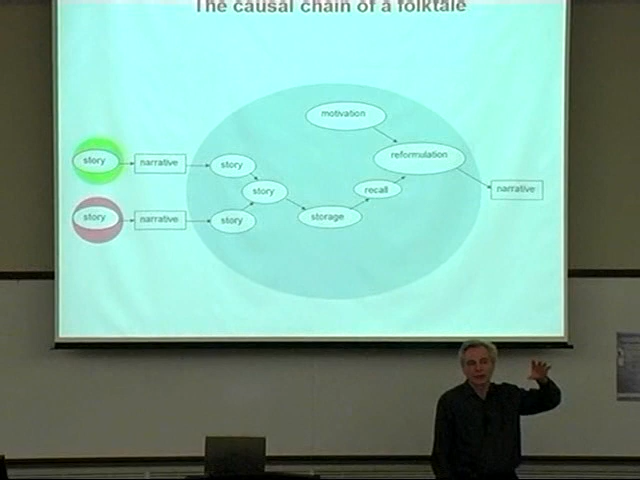 The causal chain of a folktale
motivation
reformulation
story
narrative
story
story
recall
narrative
story
narrative
story
storage